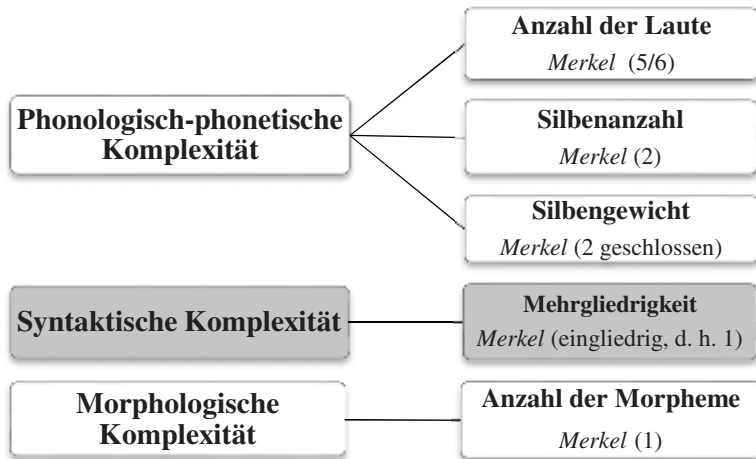 Phonologisch-phonetische
Komplexität
Anzahl der Laute
Merkel (5/6)
Silbenanzahl
Merkel (2)
Silbengewicht
Merkel (2 geschlossen)
Syntaktische Komplexität
Mehrgliedrigkeit
Merkel (eingliedrig, d. h. 1)
Morphologische
Komplexität
Anzahl der Morpheme
Merkel (1)